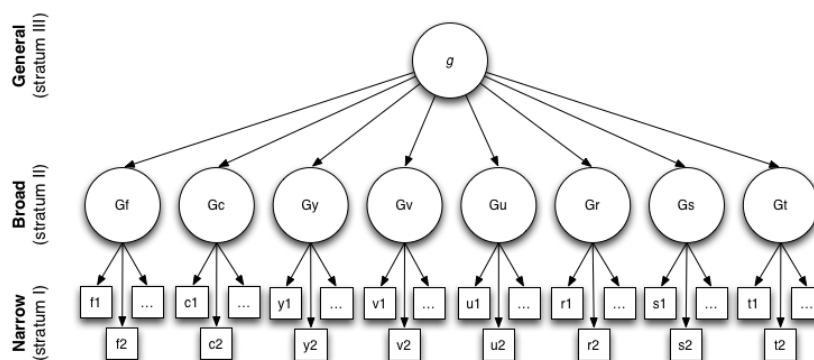 General
(stratum III)
g
Broad
(stratum II)
Gf Gc Gy Gv Gu Gr Gs Gt
Narrow
(stratum I)
f1 ... c1 ... y1 ... v1 ... u1 ... r1 ... s1 ... t1 ...
f2 c2 y2 v2 u2 r2 s2 t2